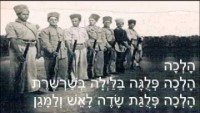 הָלְכָה
הָלְכָה פְּלֻגָּה בַּלַּיְלָה בְּשַׁרְשֶׁרֶת
הָלְכָה פְּלֻגַּת שָׂדֶה לָאֵשׁ וְלַמָּגֵן